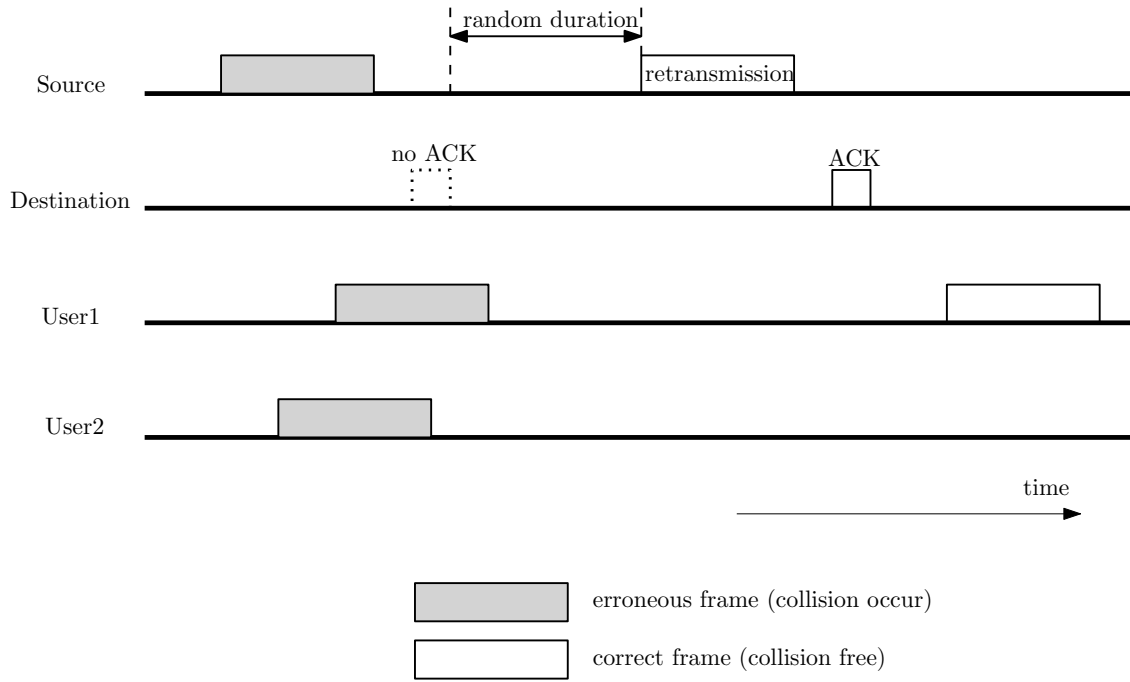 random duration
retransmission
Source
no ACK
ACK
Destination
User1
User2
time
erroneous frame (collision occur)
correct frame (collision free)